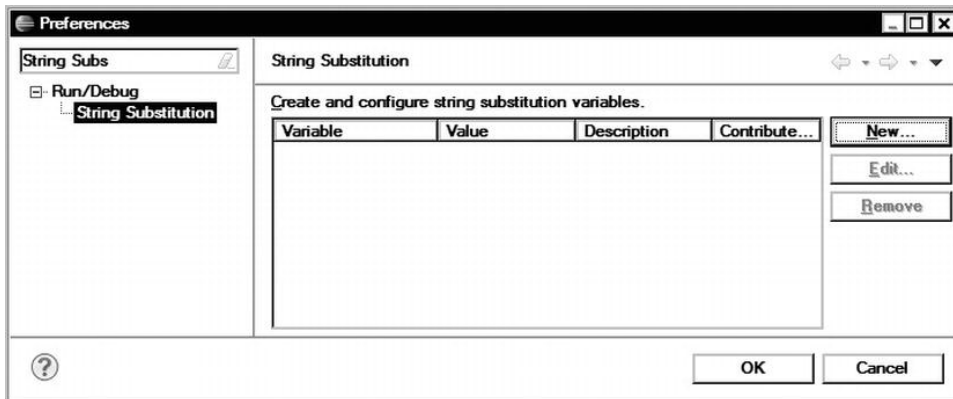 Preferences
String Subs
Run/Debug
String Substitution
String Substitution
Create and configure string substitution variables.
Variable Value Description Contribute...
New...
Edit...
Remove
?
OK Cancel